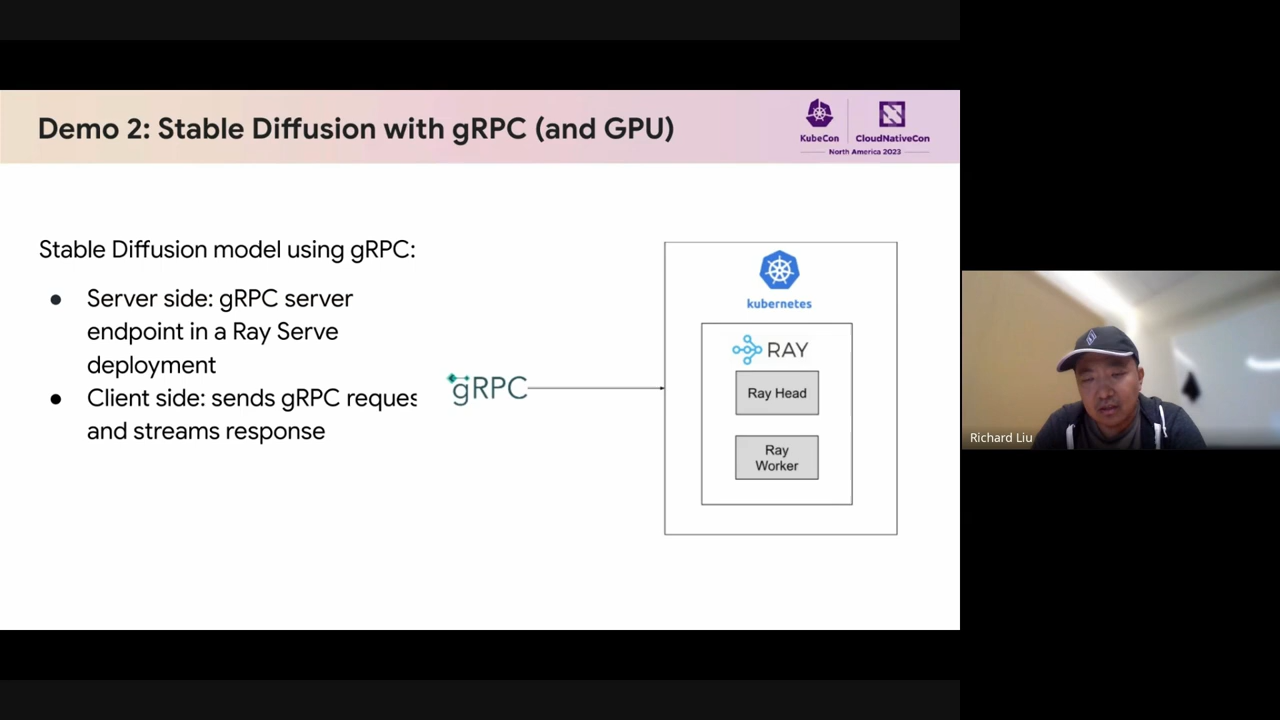 Demo 2: Stable Diffusion with gRPC (and GPU)
KubeCon
CloudNativeCon
North America 2023
Stable Diffusion model using gRPC:
Server side: gRPC server
endpoint in a Ray Serve
deployment
Client side: sends gRPC reques
and streams response
gRPC
kubernetes
RAY
Ray Head
Ray
Worker
Richard Liu